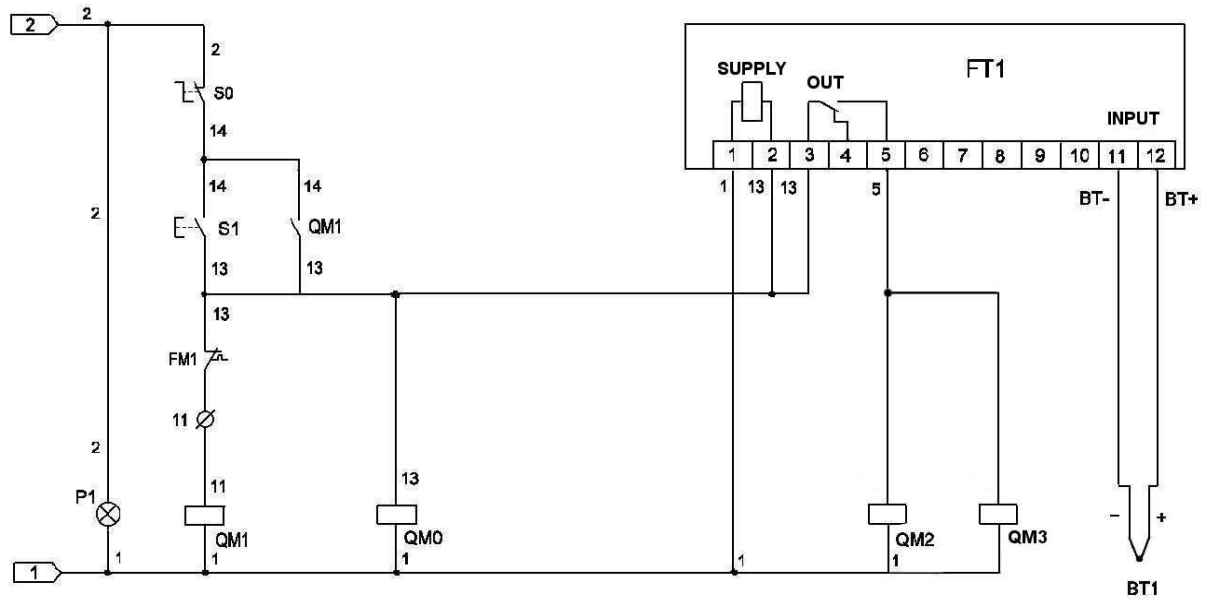 2
2
SUPPLY
FT1
2
OUT
S0
INPUT
14
1 2 3 4 5 6 7 8 9 10 11 12
14
14
1
13
13
5
BT-
BT+
2
S1
QM1
13
13
13
FM1
11
2
11
13
P1
QM1
QM0
QM2
QM3
-
+
1
1
1
1
1
1
BT1